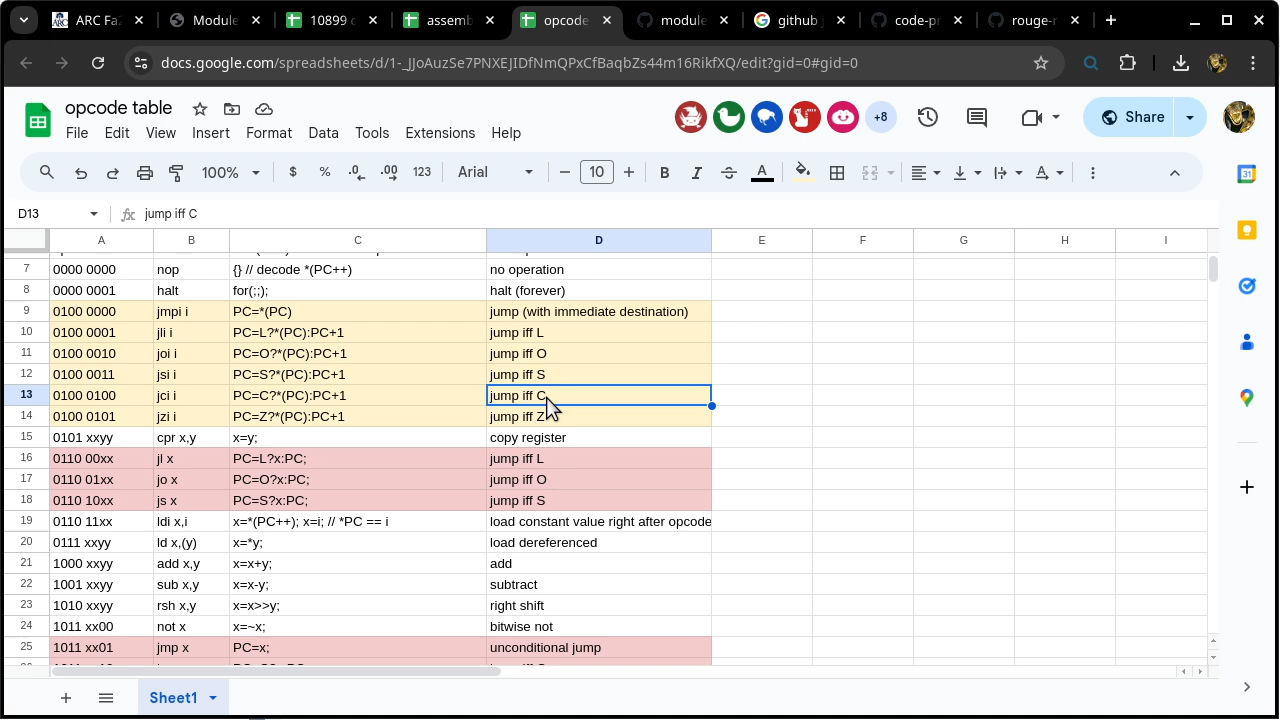 ARC Fa
Module
10899 c
assemb
opcode
module
github j
code-pr
rouge-r
docs.google.com/spreadsheets/d/1-_JJoAuzSe7PNXEJIDfNmQPxCfBaqbZs44m16RikfXQ/edit?gid=0#gid=0
opcode table
File Edit View Insert Format Data Tools Extensions Help
+8
Share
100% $ % .0 .00 123 Arial 10 B I A
D13 jump iff C
A B C D E F G H I
7 0000 0000 nop {} // decode *(PC++) no operation
8 0000 0001 halt for(;;); halt (forever)
9 0100 0000 jmpi i PC=*(PC) jump (with immediate destination)
10 0100 0001 jli i PC=L?*(PC):PC+1 jump iff L
11 0100 0010 joi i PC=O?*(PC):PC+1 jump iff O
12 0100 0011 jsi i PC=S?*(PC):PC+1 jump iff S
13 0100 0100 jci i PC=C?*(PC):PC+1 jump iff C
14 0100 0101 jzi i PC=Z?*(PC):PC+1 jump iff Z
15 0101 xxyy cpr x,y x=y; copy register
16 0110 00xx jl x PC=L?x:PC; jump iff L
17 0110 01xx jo x PC=O?x:PC; jump iff O
18 0110 10xx js x PC=S?x:PC; jump iff S
19 0110 11xx ldi x,i x=*(PC++); x=i; // *PC == i load constant value right after opcode
20 0111 xxyy ld x,(y) x=*y; load dereferenced
21 1000 xxyy add x,y x=x+y; add
22 1001 xxyy sub x,y x=x-y; subtract
23 1010 xxyy rsh x,y x=x>>y; right shift
24 1011 xx00 not x x=~x; bitwise not
25 1011 xx01 jmp x PC=x; unconditional jump
Sheet1